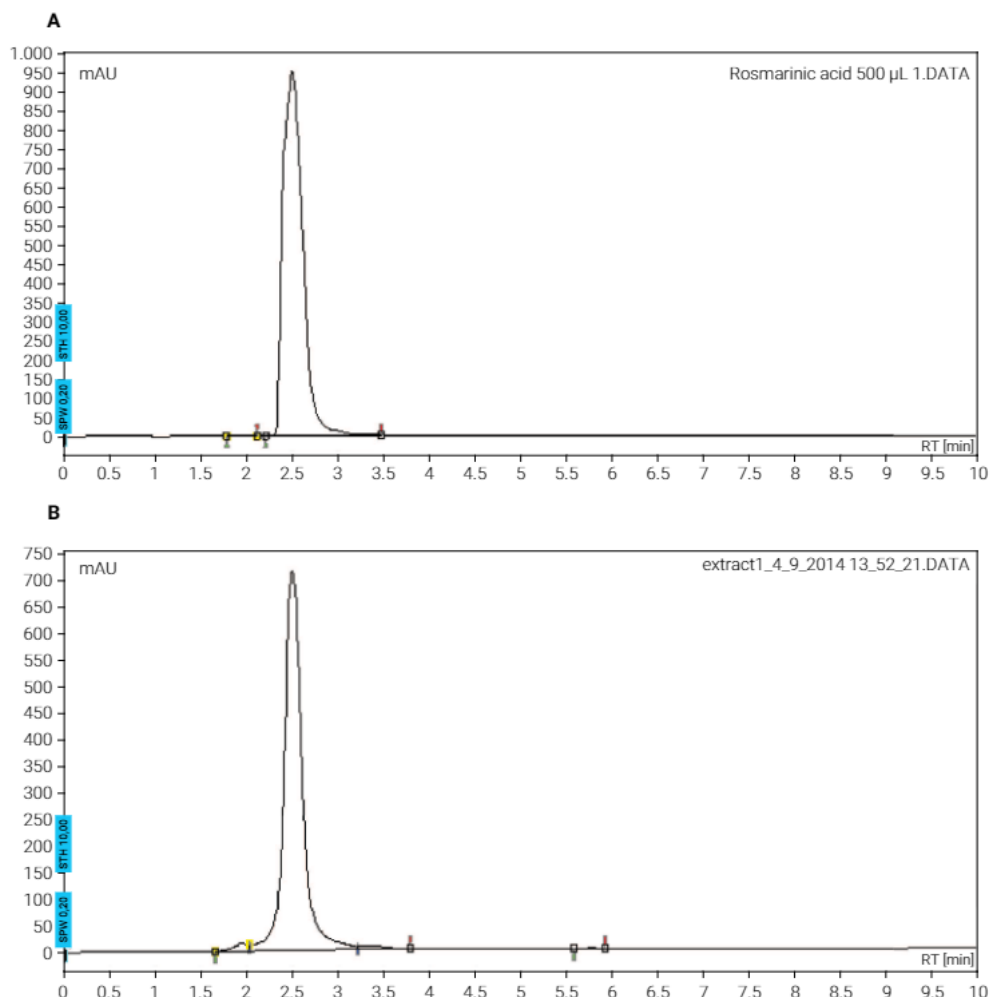 A
1.000
950
900
850
800
750
700
650
600
550
500
450
400
350
300
250
200
150
100
50
0
mAU
Rosmarinic acid 500 µL 1.DATA
STH 10,00
SPW 0,20
RT [min]
0 0.5 1 1.5 2 2.5 3 3.5 4 4.5 5 5.5 6 6.5 7 7.5 8 8.5 9 9.5 10
B
750
700
650
600
550
500
450
400
350
300
250
200
150
100
50
0
mAU
extract1_4_9_2014 13_52_21.DATA
STH 10,00
SPW 0,20
RT [min]
0 0.5 1 1.5 2 2.5 3 3.5 4 4.5 5 5.5 6 6.5 7 7.5 8 8.5 9 9.5 10